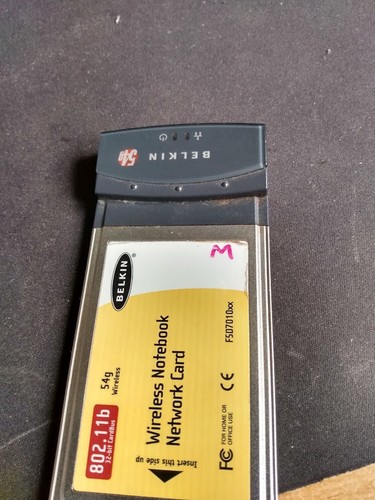 BELKIN 54g
M
BELKIN
F5D7010xx
54g
Wireless
802.11b
32-bit CardBus
Wireless Notebook
Network Card
Insert this side up
FC CE
FOR HOME OR
OFFICE USE